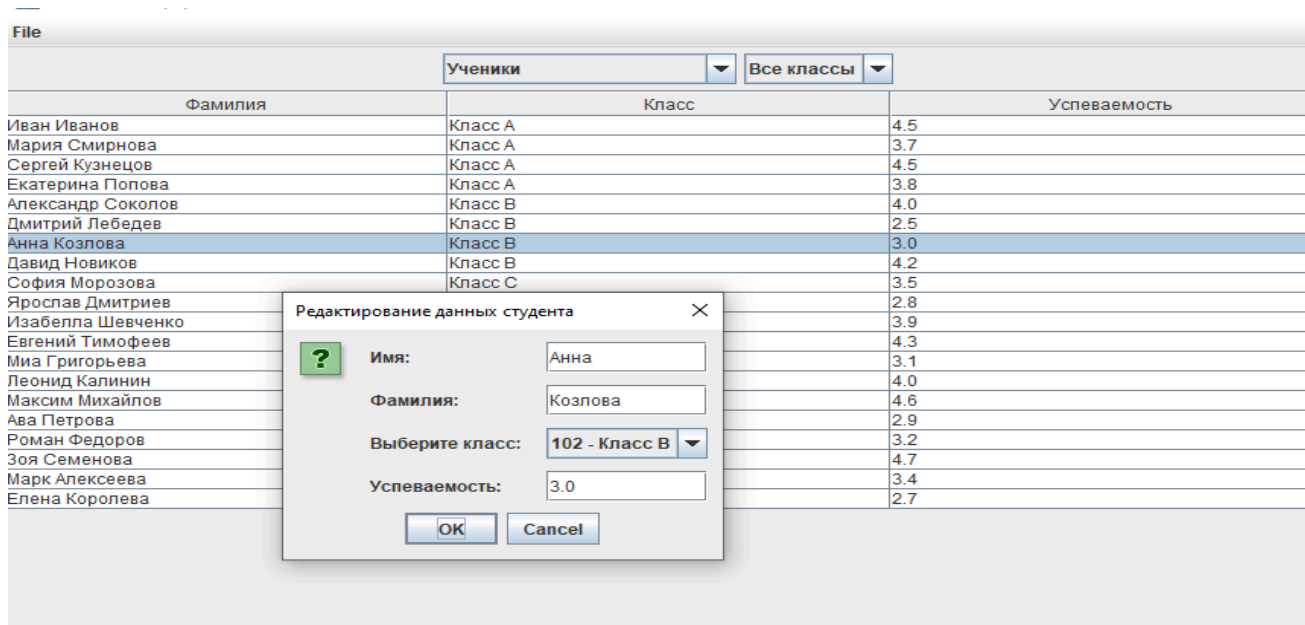 File
Ученики Все классы
Фамилия Класс Успеваемость
Иван Иванов Класс A 4.5
Мария Смирнова Класс A 3.7
Сергей Кузнецов Класс A 4.5
Екатерина Попова Класс A 3.8
Александр Соколов Класс B 4.0
Дмитрий Лебедев Класс B 2.5
Анна Козлова Класс B 3.0
Давид Новиков Класс B 4.2
София Морозова Класс C 3.5
Ярослав Дмитриев 2.8
Изабелла Шевченко 3.9
Евгений Тимофеев 4.3
Миа Григорьева 3.1
Леонид Калинин 4.0
Максим Михайлов 4.6
Ава Петрова 2.9
Роман Федоров 3.2
Зоя Семенова 4.7
Марк Алексеева 3.4
Елена Королева 2.7
Редактирование данных студента
?
Имя: Анна
Фамилия: Козлова
Выберите класс: 102 - Класс B
Успеваемость: 3.0
OK Cancel